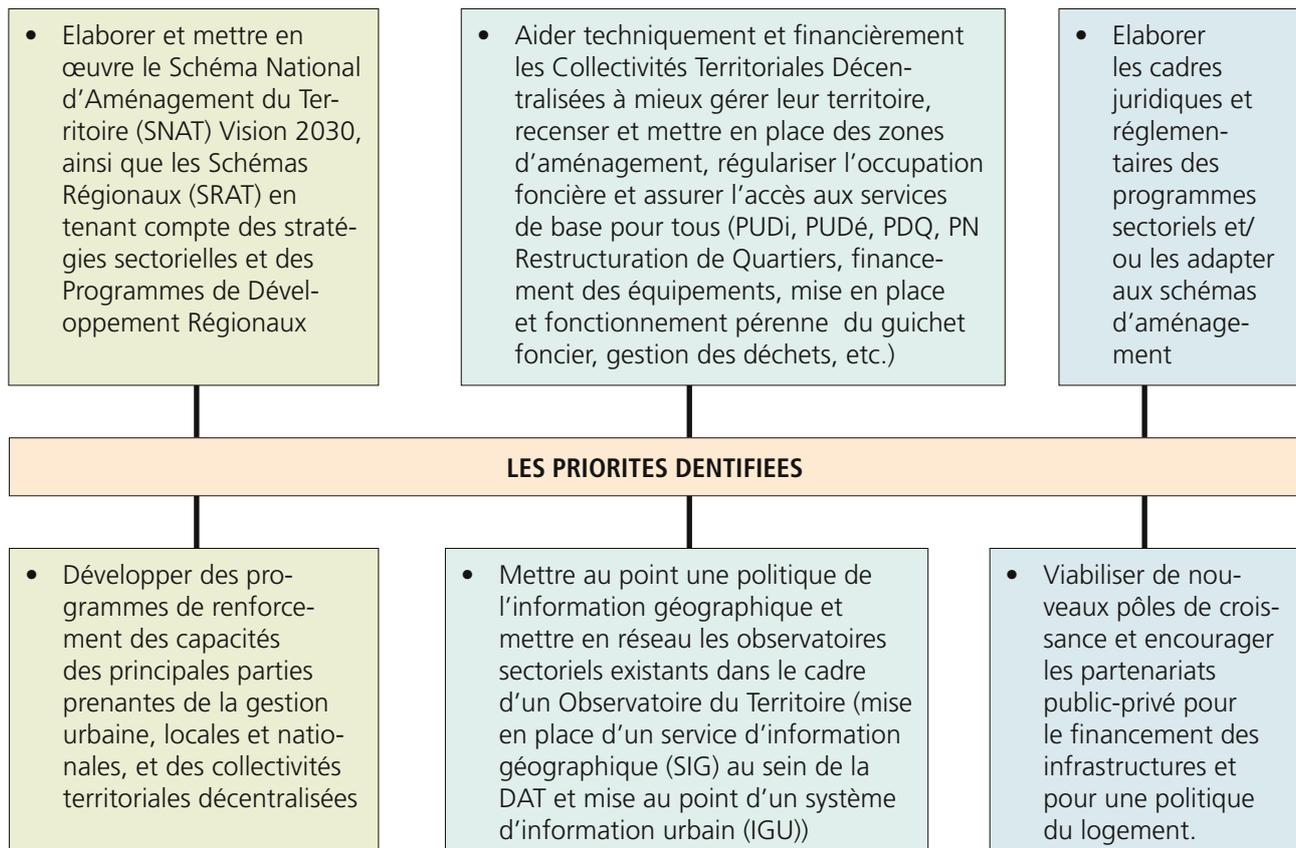 • Elaborer et mettre en
œuvre le Schéma National
d'Aménagement du Ter-
ritoire (SNAT) Vision 2030,
ainsi que les Schémas
Régionaux (SRAT) en
tenant compte des straté-
gies sectorielles et des
Programmes de Dével-
oppement Régionaux
• Aider techniquement et financièrement
les Collectivités Territoriales Décen-
tralisées à mieux gérer leur territoire,
recenser et mettre en place des zones
d'aménagement, régulariser l'occupation
foncière et assurer l'accès aux services
de base pour tous (PUDi, PUDé, PDQ, PN
Restructuration de Quartiers, finance-
ment des équipements, mise en place
et fonctionnement pérenne du guichet
foncier, gestion des déchets, etc.)
• Elaborer
les cadres
juridiques et
réglemen-
taires des
programmes
sectoriels et/
ou les adapter
aux schémas
d'aménage-
ment
LES PRIORITES DENTIFIEES
• Développer des pro-
grammes de renforce-
ment des capacités
des principales parties
prenantes de la gestion
urbaine, locales et natio-
nales, et des collectivités
territoriales décentralisées
• Mettre au point une politique de
l'information géographique et
mettre en réseau les observatoires
sectoriels existants dans le cadre
d'un Observatoire du Territoire (mise
en place d'un service d'information
géographique (SIG) au sein de la
DAT et mise au point d'un système
d'information urbain (IGU))
• Viabiliser de nou-
veaux pôles de crois-
sance et encourager
les partenariats
public-privé pour
le financement des
infrastructures et
pour une politique
du logement.